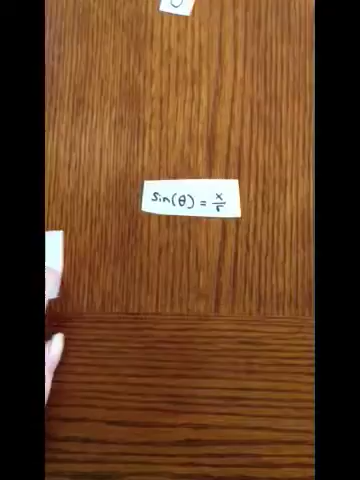 sin(θ) = x/r